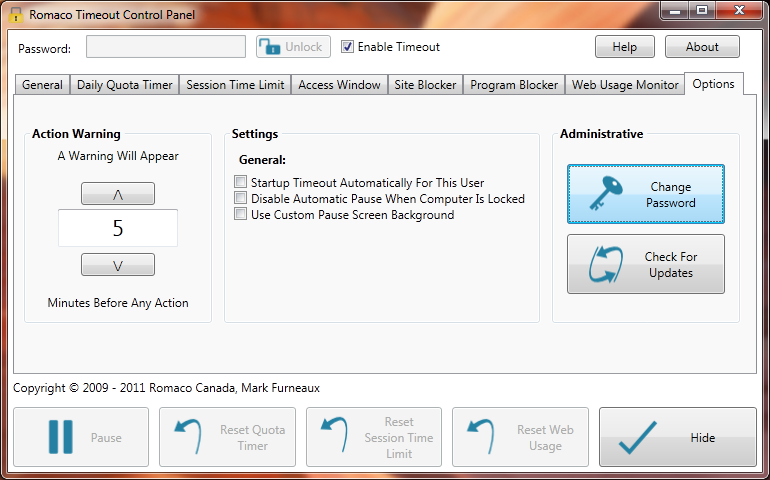 Romaco Timeout Control Panel
Password:
Unlock
Enable Timeout
Help
About
General
Daily Quota Timer
Session Time Limit
Access Window
Site Blocker
Program Blocker
Web Usage Monitor
Options
Action Warning
A Warning Will Appear
5
Minutes Before Any Action
Settings
General:
Startup Timeout Automatically For This User
Disable Automatic Pause When Computer Is Locked
Use Custom Pause Screen Background
Administrative
Change
Password
Check For
Updates
Copyright © 2009 - 2011 Romaco Canada, Mark Furneaux
Pause
Reset Quota
Timer
Reset
Session Time
Limit
Reset Web
Usage
Hide